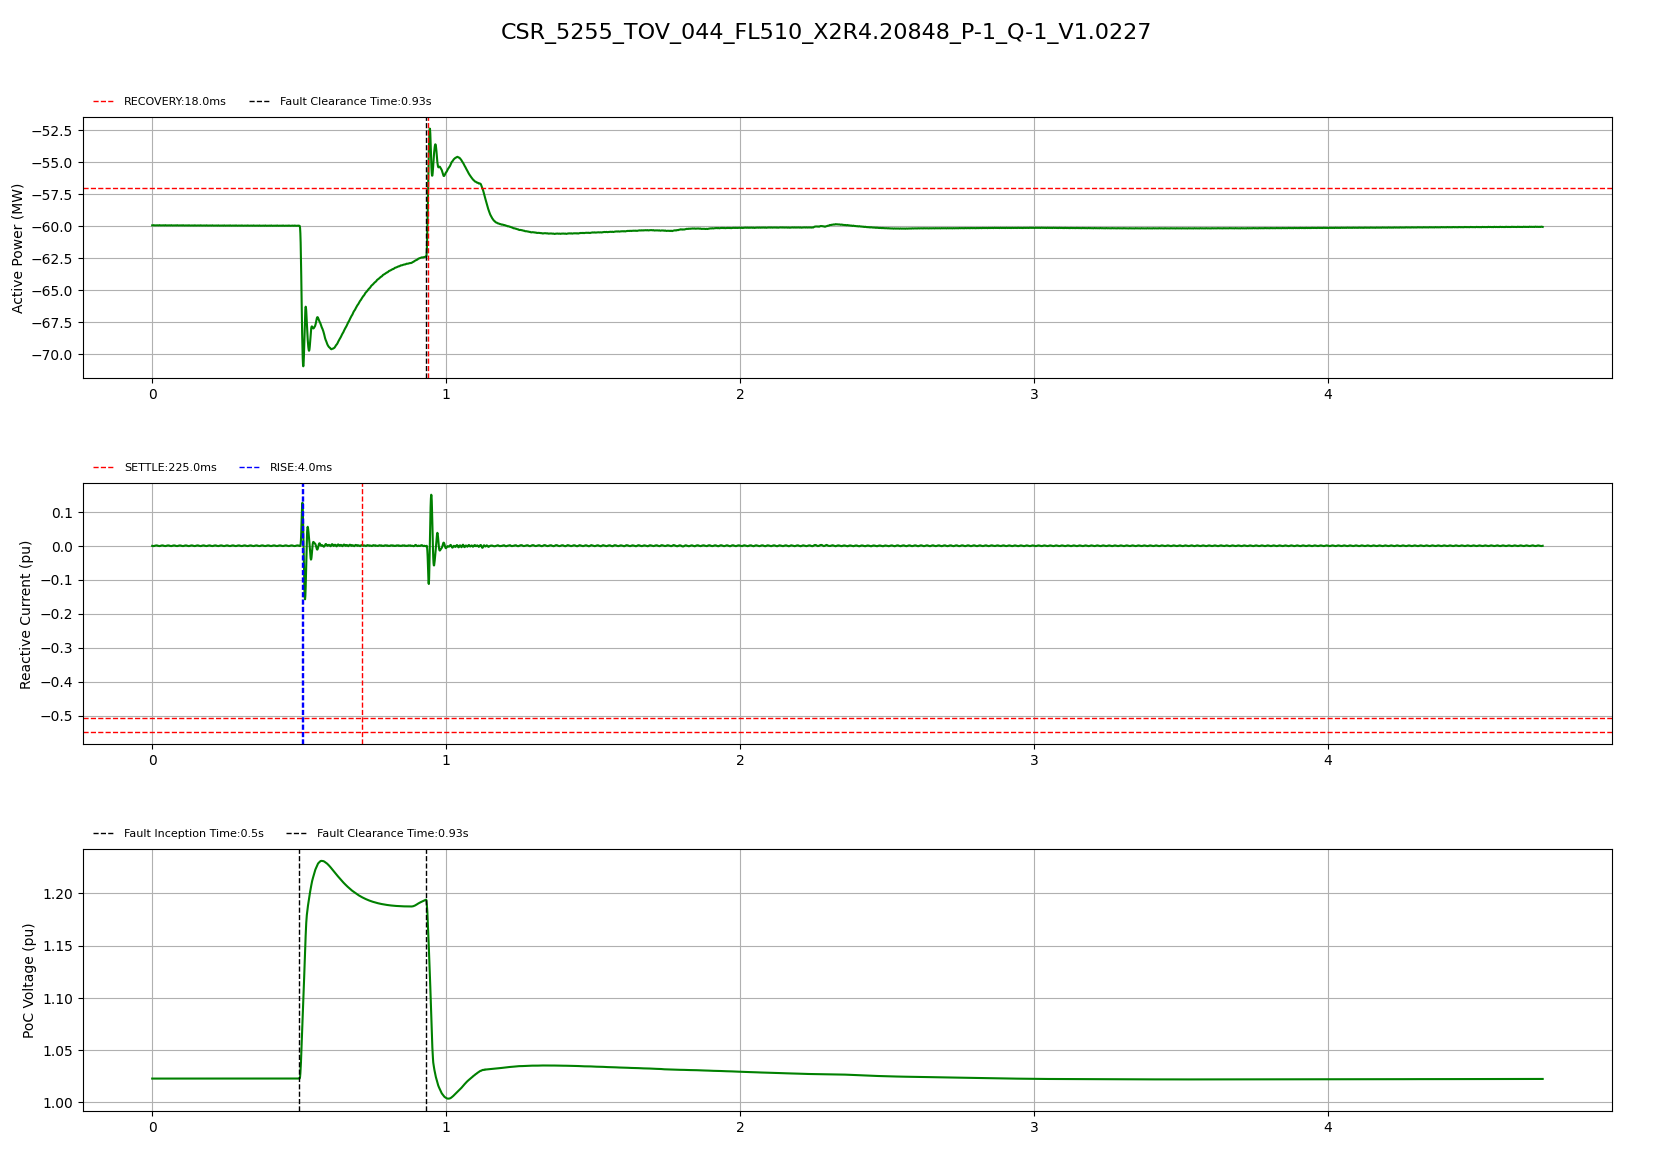 CSR_5255_TOV_044_FL510_X2R4.20848_P-1_Q-1_V1.0227
RECOVERY:18.0ms Fault Clearance Time:0.93s
Active Power (MW)
−52.5
−55.0
−57.5
−60.0
−62.5
−65.0
−67.5
−70.0
0 1 2 3 4
SETTLE:225.0ms RISE:4.0ms
Reactive Current (pu)
0.1
0.0
−0.1
−0.2
−0.3
−0.4
−0.5
0 1 2 3 4
Fault Inception Time:0.5s Fault Clearance Time:0.93s
PoC Voltage (pu)
1.20
1.15
1.10
1.05
1.00
0 1 2 3 4